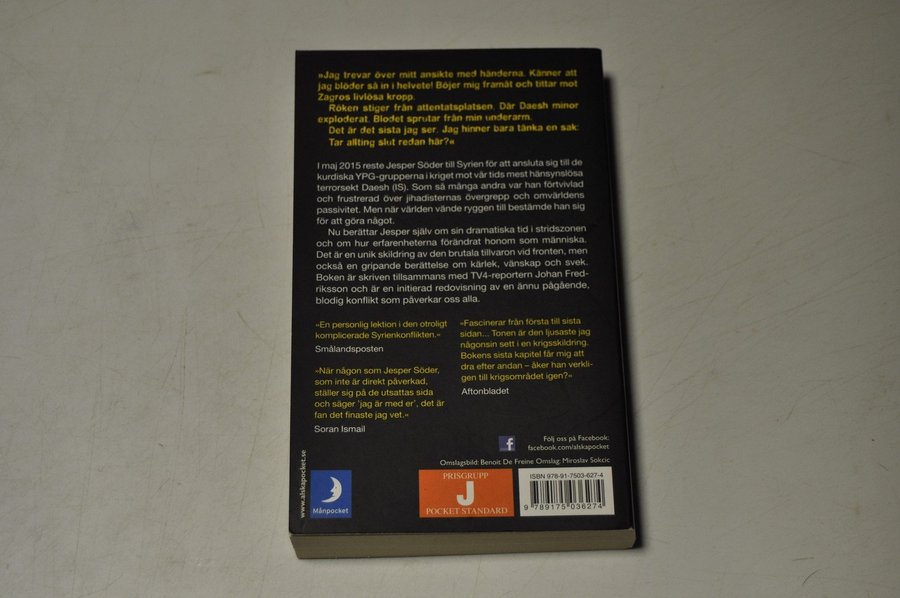 »Jag trevar över mitt ansikte med händerna. Känner att
jag blöder så in i helvete! Böjer mig framåt och tittar mot
Zagros livlösa kropp.
Röken stiger från attentatsplatsen. Där Daesh minor
exploderat. Blodet sprutar från min underarm.
Det är det sista jag ser. Jag hinner bara tänka en sak:
Tar allting slut redan här?«
I maj 2015 reste Jesper Söder till Syrien för att ansluta sig till de
kurdiska YPG-grupperna i kriget mot vår tids mest hänsynslösa
terrorsekt Daesh (IS). Som så många andra var han förtvivlad
och frustrerad över jihadisternas övergrepp och omvärldens
passivitet. Men när världen vände ryggen till bestämde han sig
för att göra något.
Nu berättar Jesper själv om sin dramatiska tid i stridszonen
och om hur erfarenheterna förändrat honom som människa.
Det är en unik skildring av den brutala tillvaron vid fronten, men
också en gripande berättelse om kärlek, vänskap och svek.
Boken är skriven tillsammans med TV4-reportern Johan Fred-
riksson och är en initierad redovisning av en ännu pågående,
blodig konflikt som påverkar oss alla.
»En personlig lektion i den otroligt
komplicerade Syrienkonflikten.«
Smålandsposten
»När någon som Jesper Söder,
som inte är direkt påverkad,
ställer sig på de utsattas sida
och säger 'jag är med er', det är
fan det finaste jag vet.«
Soran Ismail
»Fascinerar från första till sista
sidan... Tonen är den ljusaste jag
någonsin sett i en krigsskildring.
Bokens sista kapitel får mig att
dra efter andan – åker han verkli-
gen till krigsområdet igen?«
Aftonbladet
f
Följ oss på Facebook:
facebook.com/alskapocket
Omslagsbild: Benoit De Freine Omslag: Miroslav Sokcic
www.alskapocket.se
Månpocket
PRISGRUPP
J
POCKET STANDARD
ISBN 978-91-7503-627-4
9 789175 036274